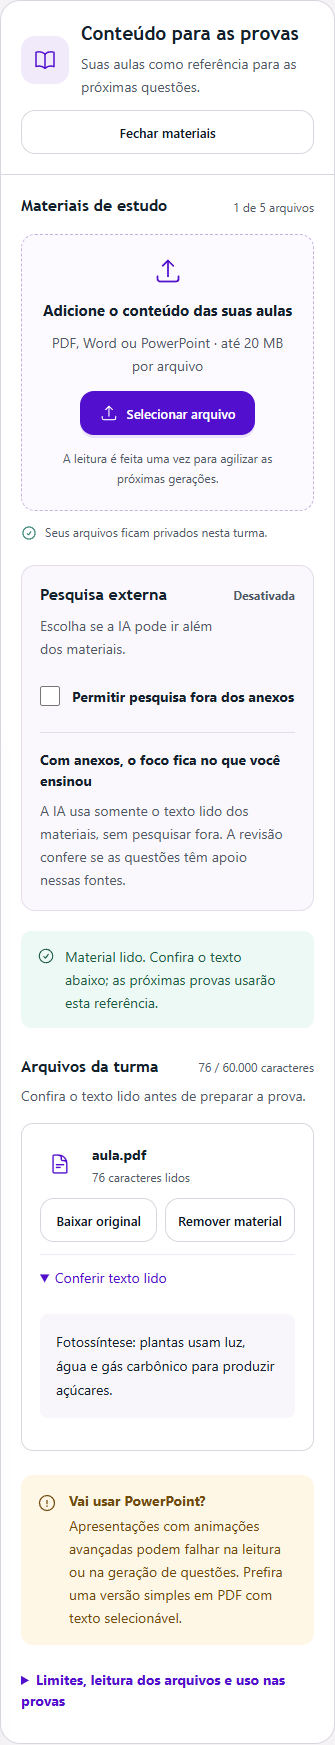 Conteúdo para as provas
Suas aulas como referência para as
próximas questões.
Fechar materiais
Materiais de estudo
1 de 5 arquivos
Adicione o conteúdo das suas aulas
PDF, Word ou PowerPoint · até 20 MB
por arquivo
Selecionar arquivo
A leitura é feita uma vez para agilizar as
próximas gerações.
Seus arquivos ficam privados nesta turma.
Pesquisa externa
Desativada
Escolha se a IA pode ir além
dos materiais.
Permitir pesquisa fora dos anexos
Com anexos, o foco fica no que você
ensinou
A IA usa somente o texto lido dos
materiais, sem pesquisar fora. A revisão
confere se as questões têm apoio
nessas fontes.
Material lido. Confira o texto
abaixo; as próximas provas usarão
esta referência.
Arquivos da turma
76 / 60.000 caracteres
Confira o texto lido antes de preparar a prova.
aula.pdf
76 caracteres lidos
Baixar original
Remover material
▼ Conferir texto lido
Fotossíntese: plantas usam luz,
água e gás carbônico para produzir
açúcares.
Vai usar PowerPoint?
Apresentações com animações
avançadas podem falhar na leitura
ou na geração de questões. Prefira
uma versão simples em PDF com
texto selecionável.
▶ Limites, leitura dos arquivos e uso nas
provas